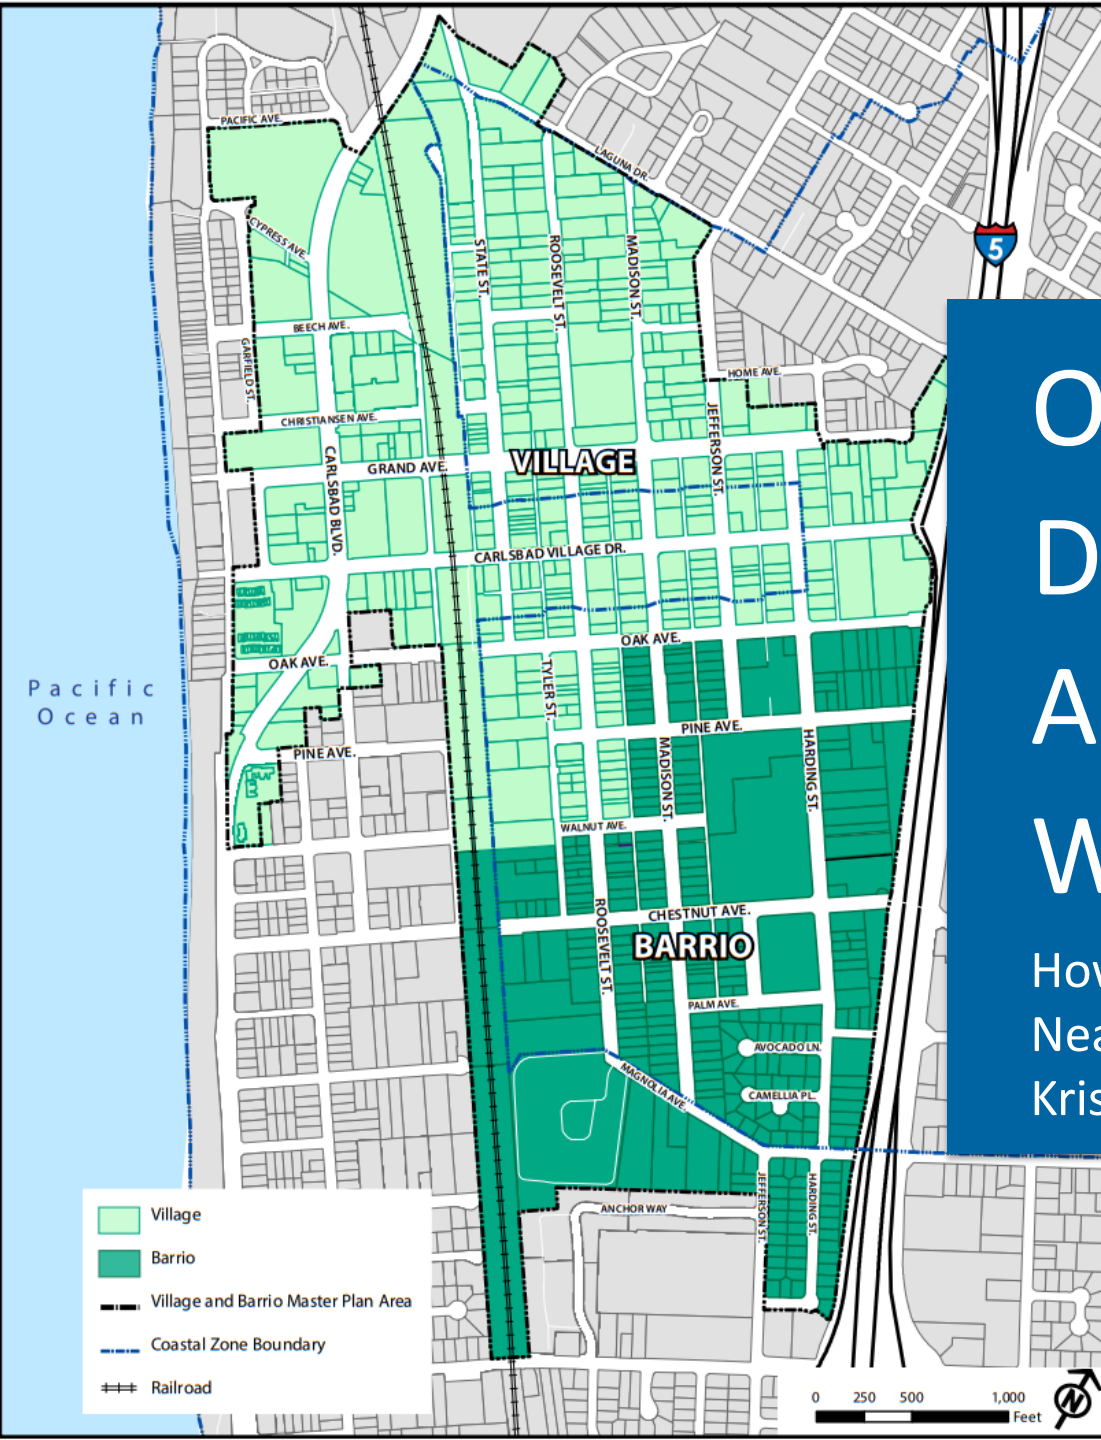 PACIFIC AVE.
LAGUNA DR.
CYPRESS AVE.
STATE ST.
ROOSEVELT ST.
MADISON ST.
5
BEECH AVE.
GARFIELD ST.
HOME AVE.
CHRISTIANSEN AVE.
JEFFERSON ST.
CARLSBAD BLVD.
GRAND AVE.
VILLAGE
CARLSBAD VILLAGE DR.
OAK AVE.
OAK AVE.
TYLER ST.
Pacific
Ocean
PINE AVE.
PINE AVE.
MADISON ST.
HARDING ST.
WALNUT AVE.
ROOSEVELT ST.
CHESTNUT AVE.
BARRIO
PALM AVE.
AVOCADO LN.
MAGNOLIA AVE.
CAMELLIA PL.
JEFFERSON ST.
HARDING ST.
ANCHOR WAY
O
D
A
W
How
Nea
Kris
Village
Barrio
Village and Barrio Master Plan Area
Coastal Zone Boundary
Railroad
0 250 500 1,000
Feet
N